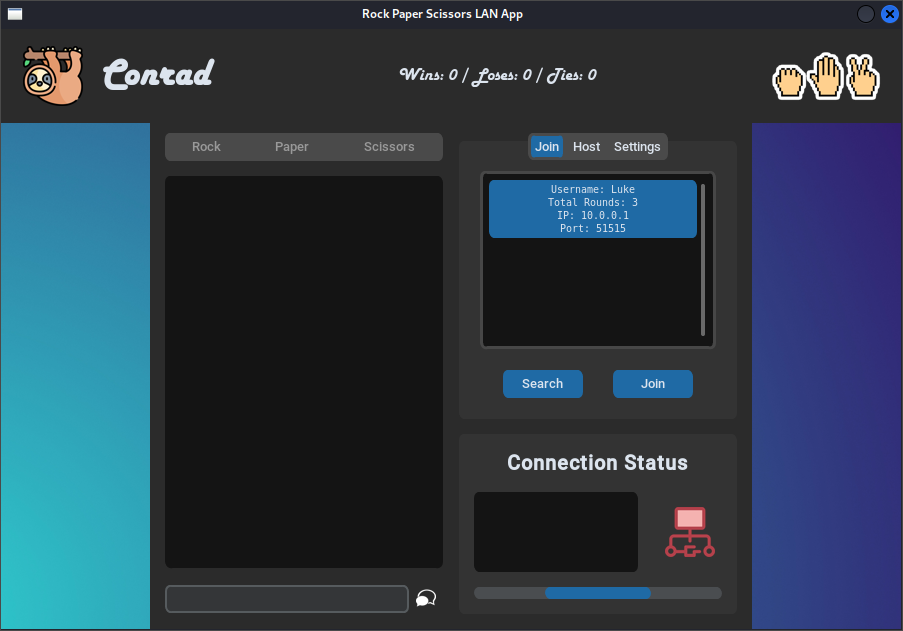 Rock Paper Scissors LAN App
Conrad
Wins: 0 / Loses: 0 / Ties: 0
Rock Paper Scissors
Join Host Settings
Username: Luke
Total Rounds: 3
IP: 10.0.0.1
Port: 51515
Search Join
Connection Status